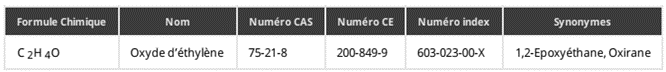 Formule Chimique Nom Numéro CAS Numéro CE Numéro index Synonymes
C 2H 4O Oxyde d'éthylène 75-21-8 200-849-9 603-023-00-X 1,2-Epoxyéthane, Oxirane